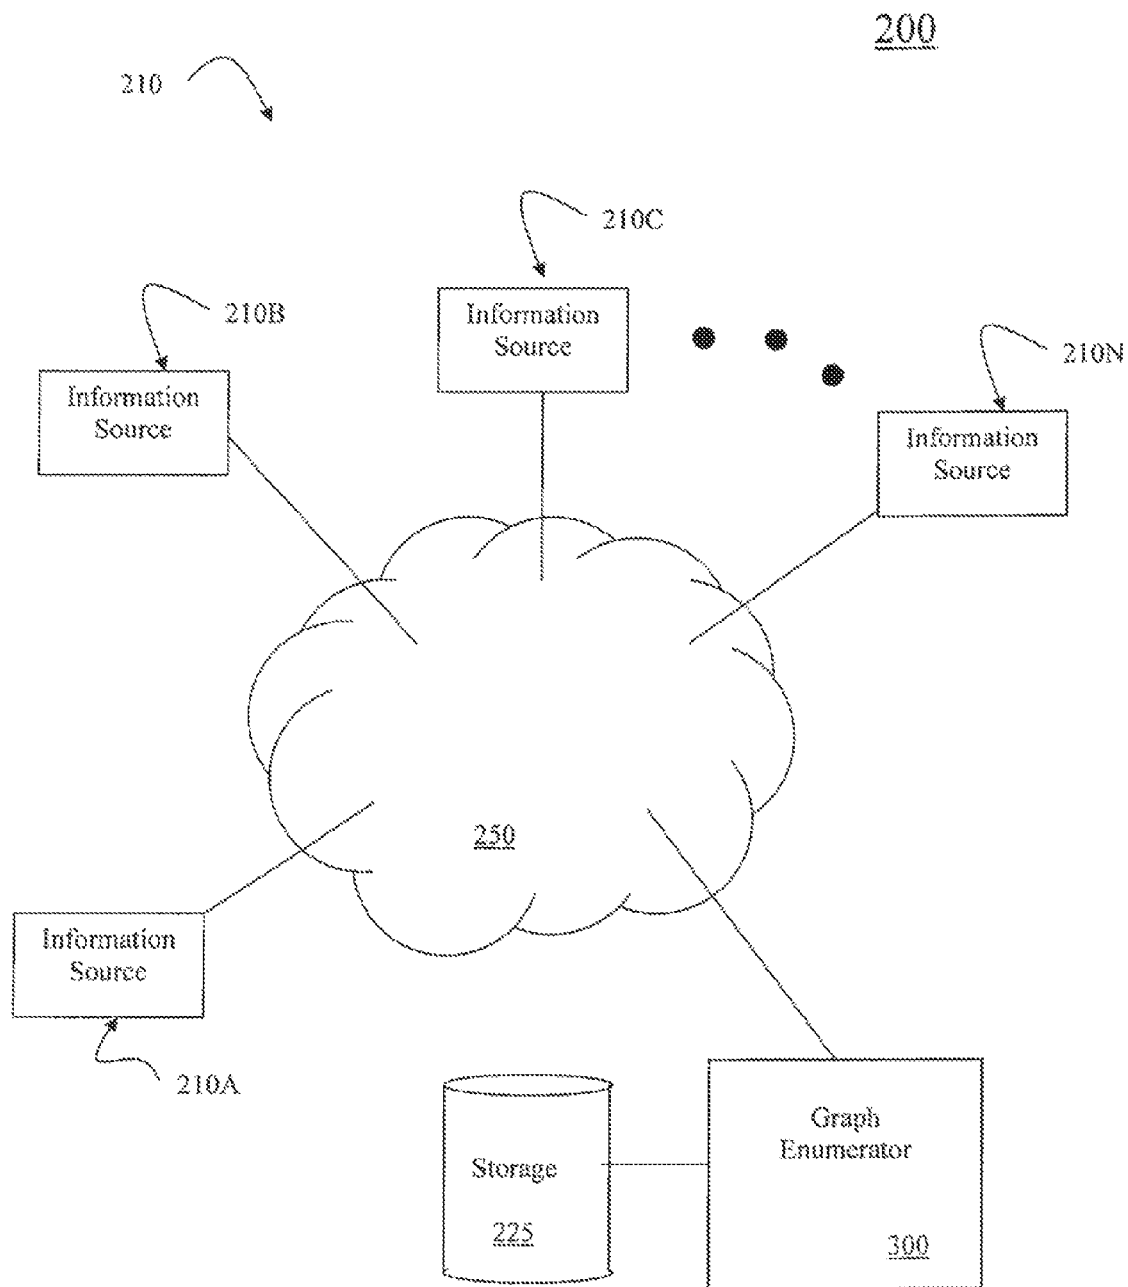 200
210
210C
Information
Source
210B
Information
Source
210N
Information
Source
250
Information
Source
210A
Storage
225
Graph
Enumerator
300